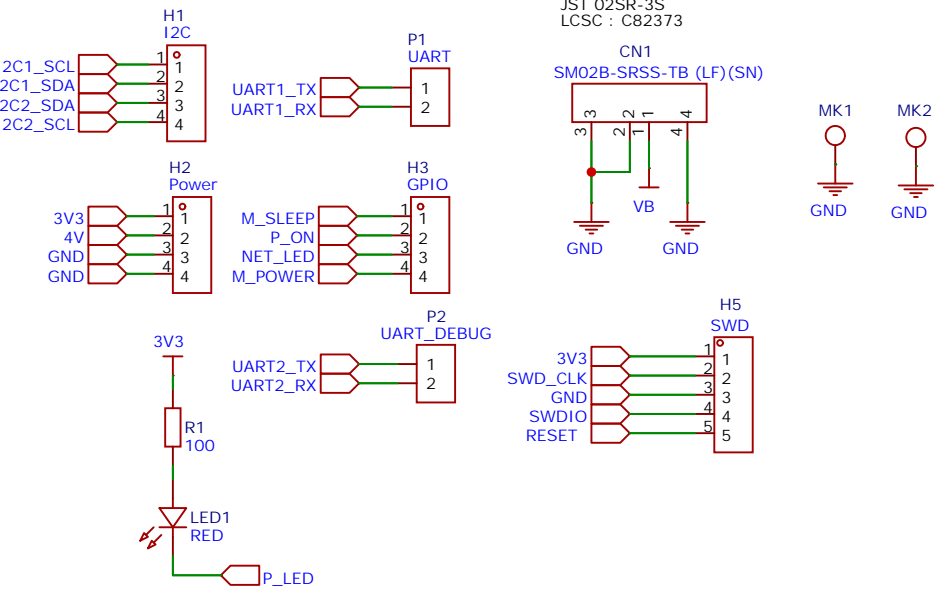 JST 02SR-3S
LCSC : C82373
H1
I2C
2C1_SCL
2C1_SDA
2C2_SDA
2C2_SCL
1
2
3
4
1
2
3
4
P1
UART
UART1_TX
UART1_RX
1
2
CN1
SM02B-SRSS-TB (LF)(SN)
3
2
1
4
3
2
1
4
GND
VB
GND
MK1
GND
MK2
GND
H2
Power
3V3
4V
GND
GND
1
2
3
4
1
2
3
4
H3
GPIO
M_SLEEP
P_ON
NET_LED
M_POWER
1
2
3
4
1
2
3
4
P2
UART_DEBUG
UART2_TX
UART2_RX
1
2
H5
SWD
3V3
SWD_CLK
GND
SWDIO
RESET
1
2
3
4
5
1
2
3
4
5
3V3
R1
100
LED1
RED
P_LED